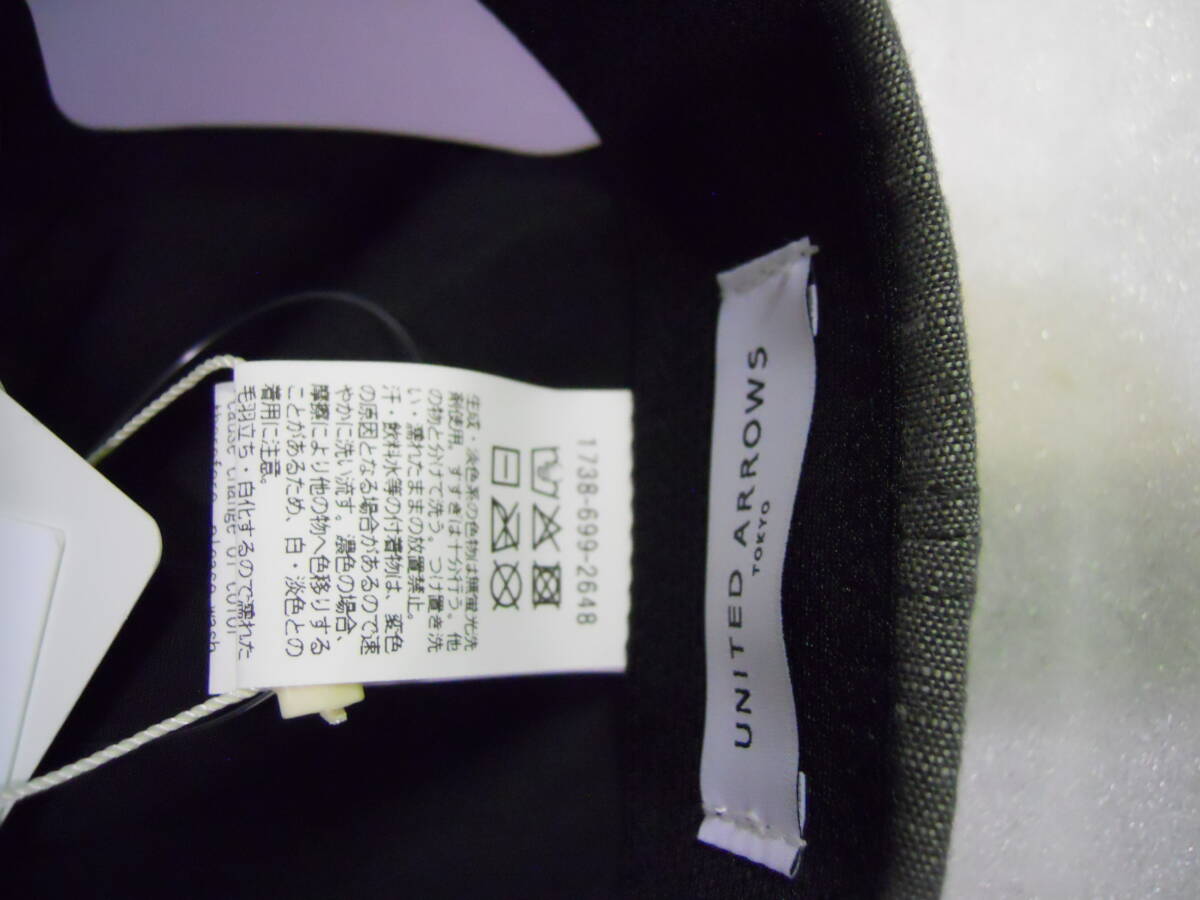 UNITED ARROWS
TOKYO
1738-699-2648
生成・淡色系の色物は無蛍光洗
剤使用。すすぎは十分行う。他
の物と分けて洗う。つけ置き洗
い・濡れたままの放置禁止。
汗・飲料水等の付着物は、変色
の原因となる場合があるので速
やかに洗い流す。濃色の場合、
摩擦により他の物へ色移りする
ことがあるため、白・淡色との
着用に注意。
毛羽立ち・白化するので濡れた
cause change of color
please wash